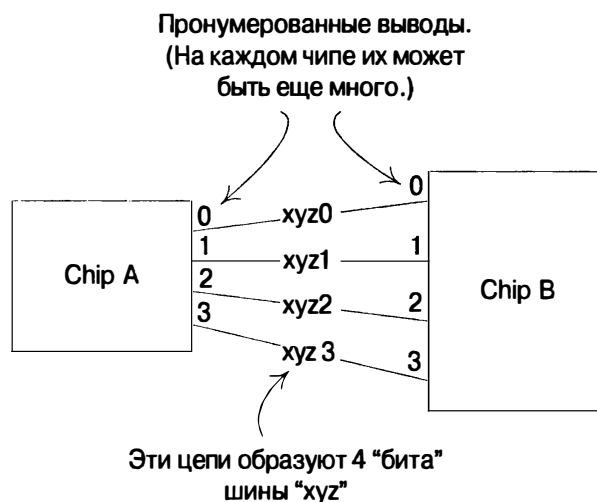 Пронумерованные выводы.
(На каждом чипе их может
быть еще много.)
0
0
xyz0
1
xyz1
1
Chip A
2
xyz2
2
Chip B
3
xyz 3
3
Эти цепи образуют 4 “бита”
шины “xyz”